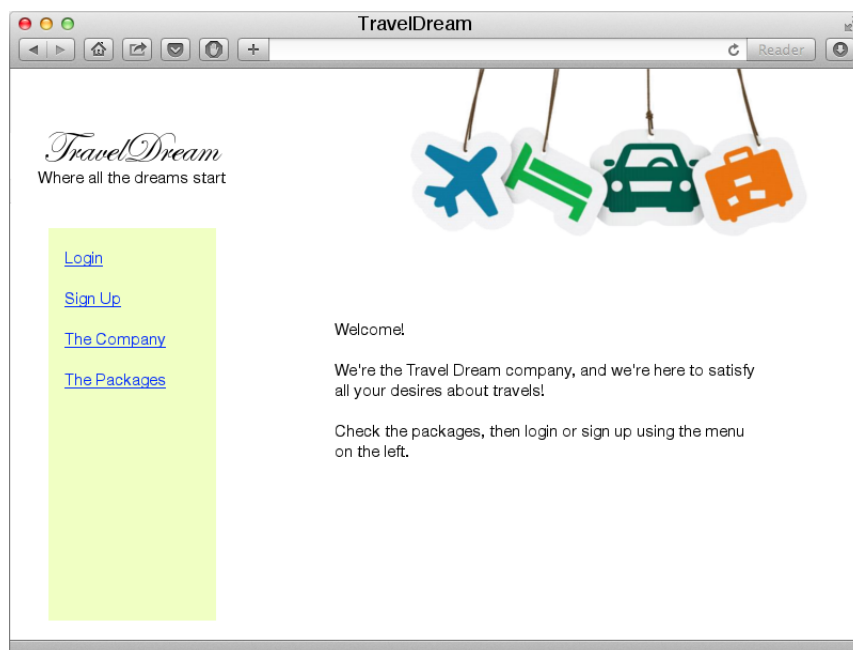 TravelDream
Reader
TravelDream
Where all the dreams start
Login
Sign Up
The Company
The Packages
Welcome!
We're the Travel Dream company, and we're here to satisfy
all your desires about travels!
Check the packages, then login or sign up using the menu
on the left.